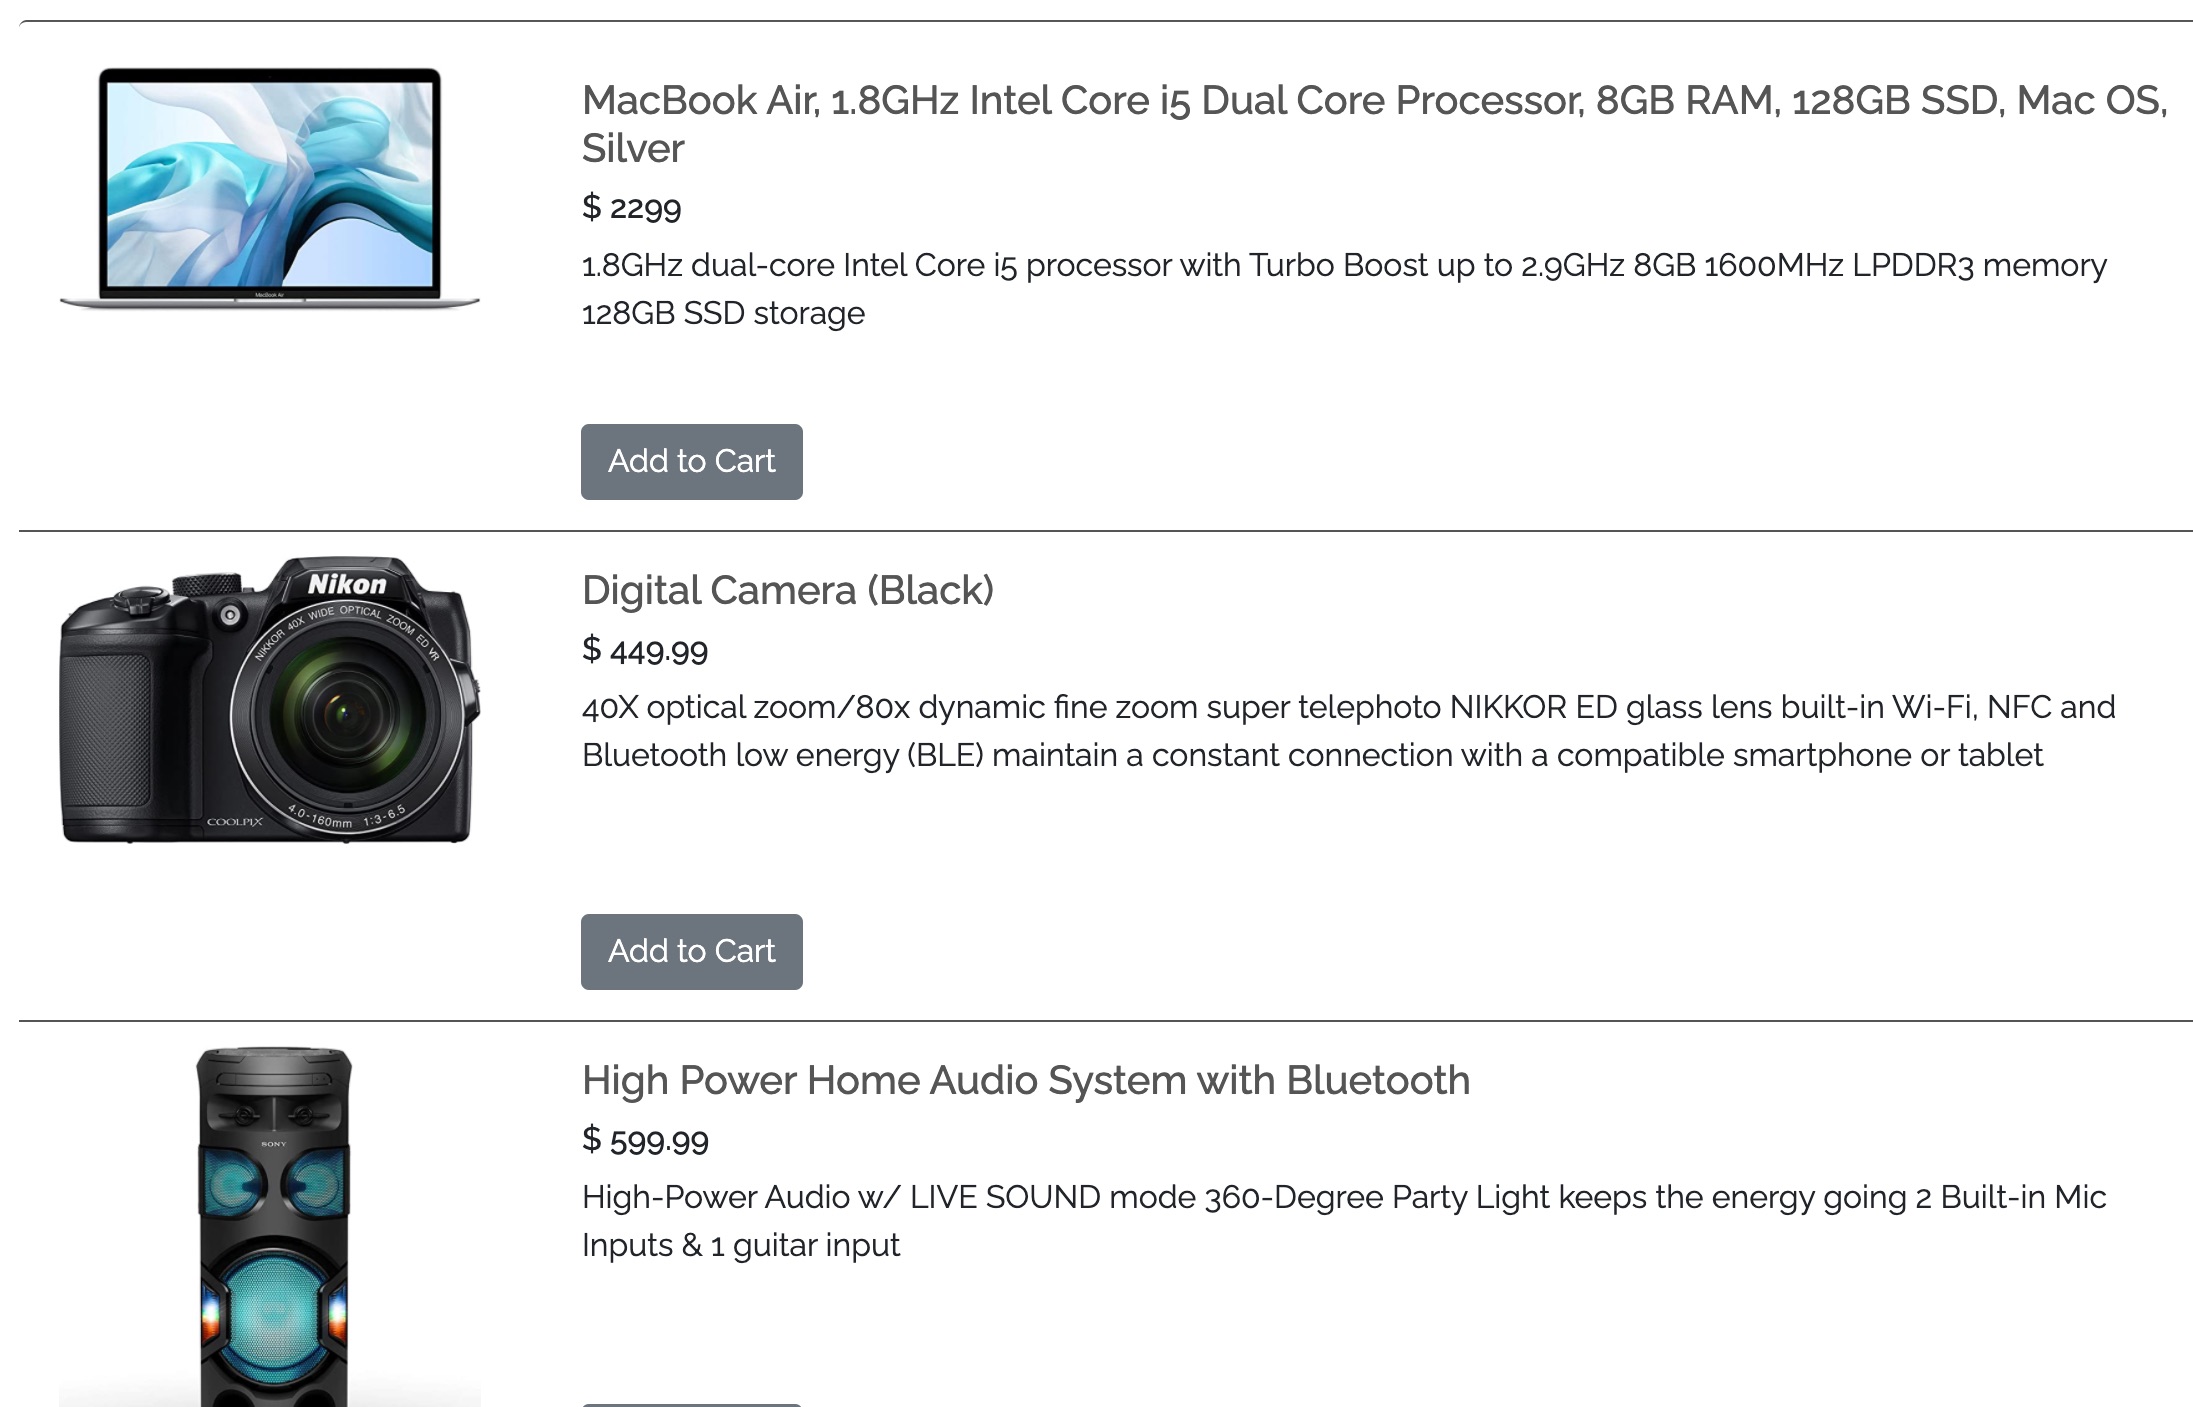 MacBook Air, 1.8GHz Intel Core i5 Dual Core Processor, 8GB RAM, 128GB SSD, Mac OS,
Silver
$ 2299
1.8GHz dual-core Intel Core i5 processor with Turbo Boost up to 2.9GHz 8GB 1600MHz LPDDR3 memory
128GB SSD storage
MacBook Air
Add to Cart
Nikon
NIKKOR 40X WIDE OPTICAL ZOOM ED VR
COOLPIX
4.0-160mm 1:3-6.5
Digital Camera (Black)
$ 449.99
40X optical zoom/80x dynamic fine zoom super telephoto NIKKOR ED glass lens built-in Wi-Fi, NFC and
Bluetooth low energy (BLE) maintain a constant connection with a compatible smartphone or tablet
Add to Cart
SONY
High Power Home Audio System with Bluetooth
$ 599.99
High-Power Audio w/ LIVE SOUND mode 360-Degree Party Light keeps the energy going 2 Built-in Mic
Inputs & 1 guitar input